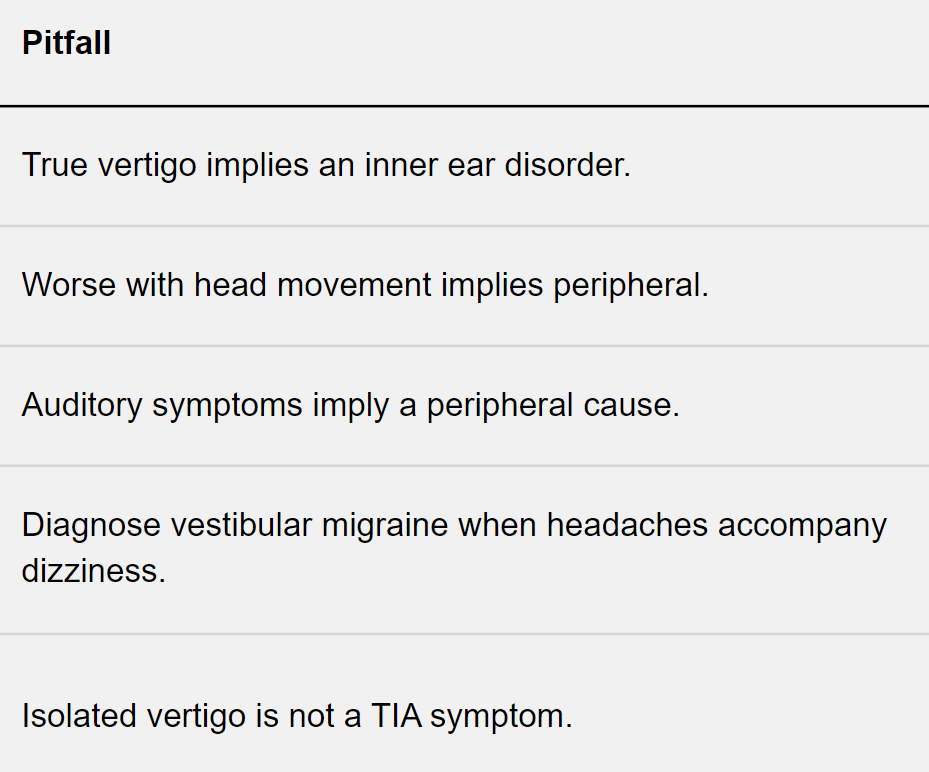 Pitfall
True vertigo implies an inner ear disorder.
Worse with head movement implies peripheral.
Auditory symptoms imply a peripheral cause.
Diagnose vestibular migraine when headaches accompany
dizziness.
Isolated vertigo is not a TIA symptom.